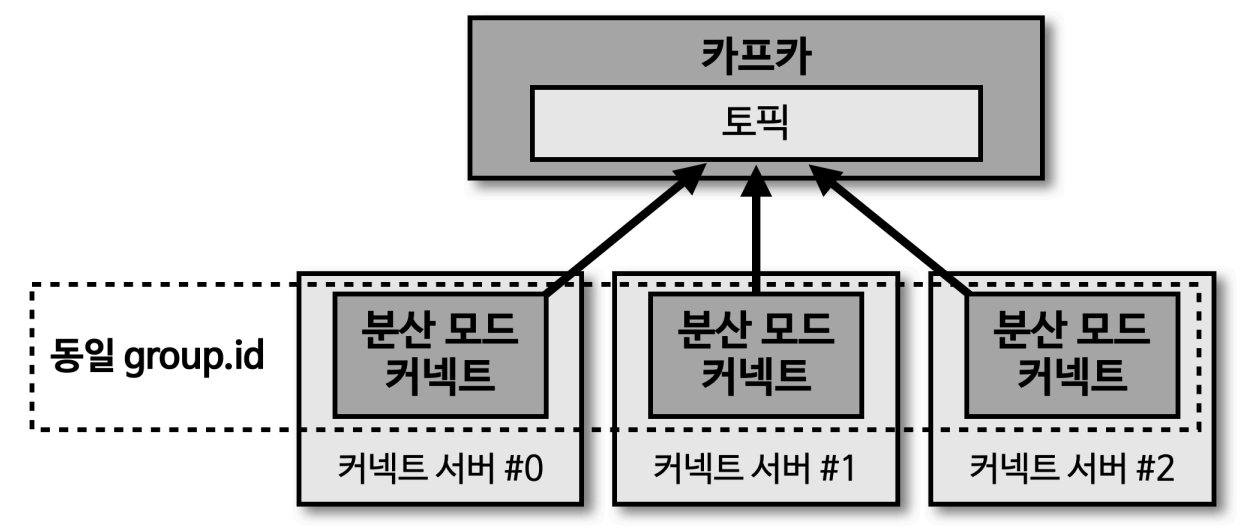 카프카
토픽
동일 group.id
분산 모드
커넥트
분산 모드
커넥트
분산 모드
커넥트
커넥트 서버 #0
커넥트 서버 #1
커넥트 서버 #2